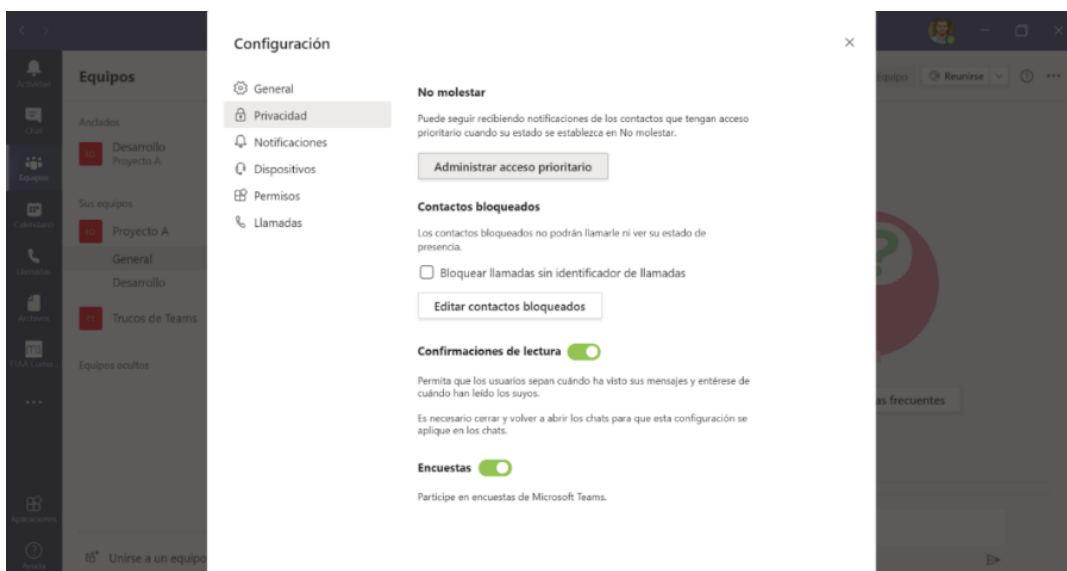 Configuración
Actividad
Equipos
General
equipo
Reunirse
No molestar
Privacidad
Puede seguir recibiendo notificaciones de los contactos que tengan acceso
prioritario cuando su estado se establezca en No molestar.
Chat
Anclados
Notificaciones
Desarrollo
Proyecto A
Dispositivos
Administrar acceso prioritario
Equipos
Permisos
Sus equipos
Contactos bloqueados
Calendario
Proyecto A
Llamadas
Los contactos bloqueados no podrán llamarle ni ver su estado de
presencia.
General
Llamadas
Bloquear llamadas sin identificador de llamadas
Desarrollo
Editar contactos bloqueados
Archivos
Trucos de Teams
Confirmaciones de lectura
Equipos ocultos
Permita que los usuarios sepan cuándo ha visto sus mensajes y entérese de
cuándo han leído los suyos.
as frecuentes
Es necesario cerrar y volver a abrir los chats para que esta configuración se
aplique en los chats.
Encuestas
Participe en encuestas de Microsoft Teams.
Aplicaciones
Unirse a un equipo
Ayuda